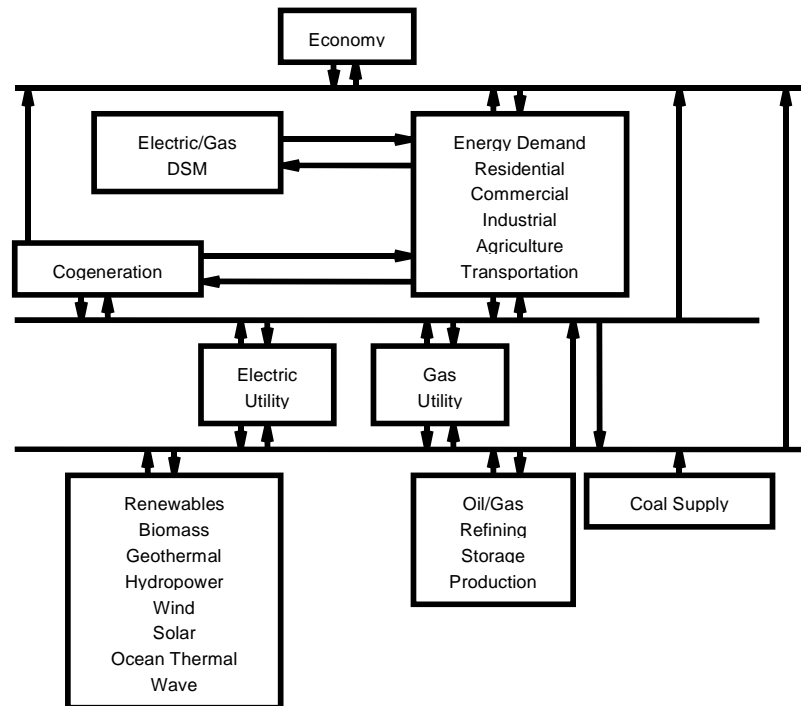 Economy
Electric/Gas
DSM
Energy Demand
Residential
Commercial
Industrial
Agriculture
Transportation
Cogeneration
Electric
Utility
Gas
Utility
Renewables
Biomass
Geothermal
Hydropower
Wind
Solar
Ocean Thermal
Wave
Oil/Gas
Refining
Storage
Production
Coal Supply